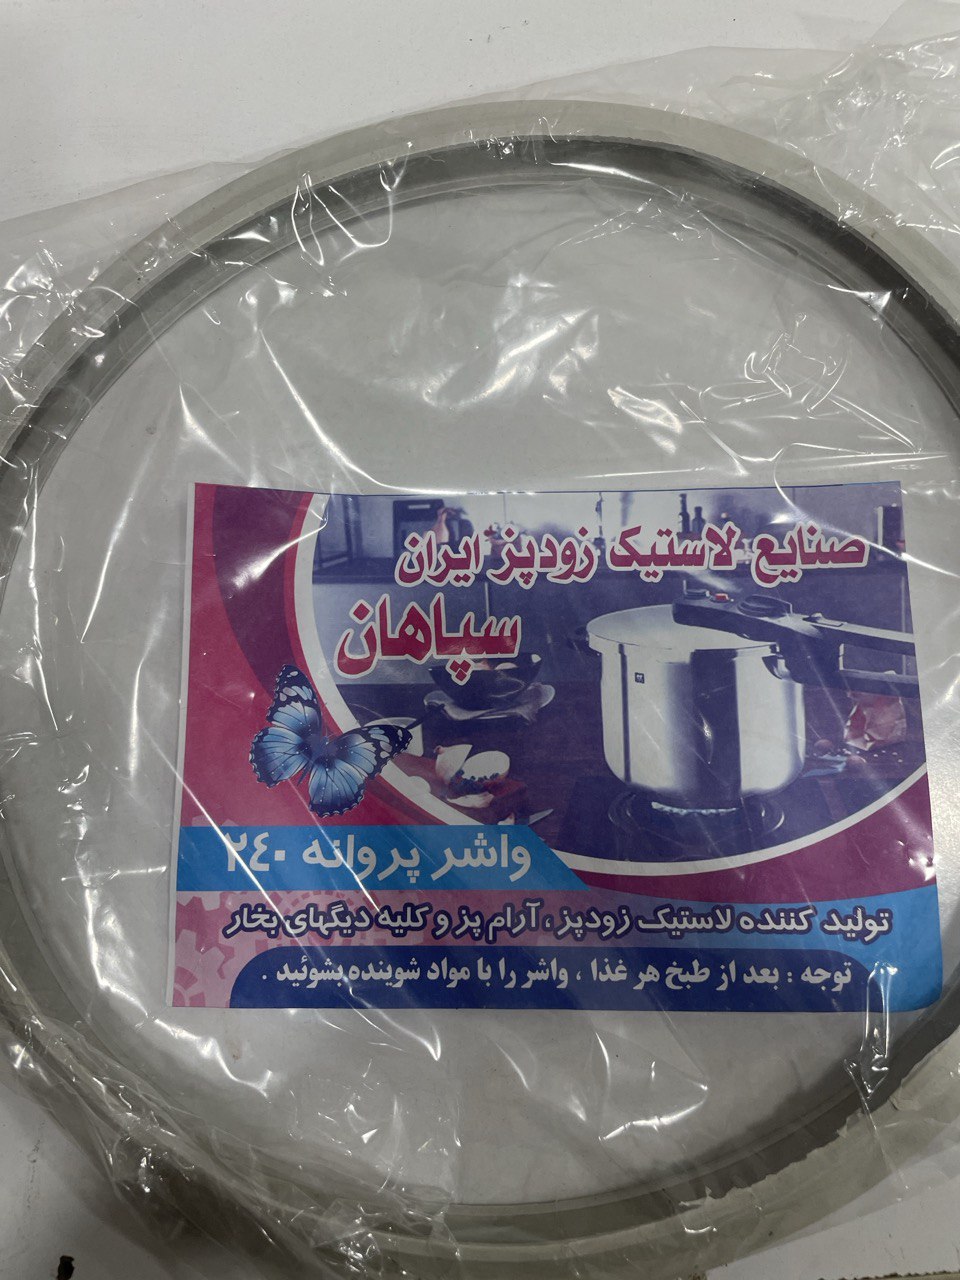 صنایع لاستیک زودپز ایران
سپاهان
واشر پروانه ۲٤۰
تولید کننده لاستیک زودپز، آرام پز و کلیه دیگهای بخار
توجه : بعد از طبخ هر غذا ، واشر را با مواد شوینده بشوئید .